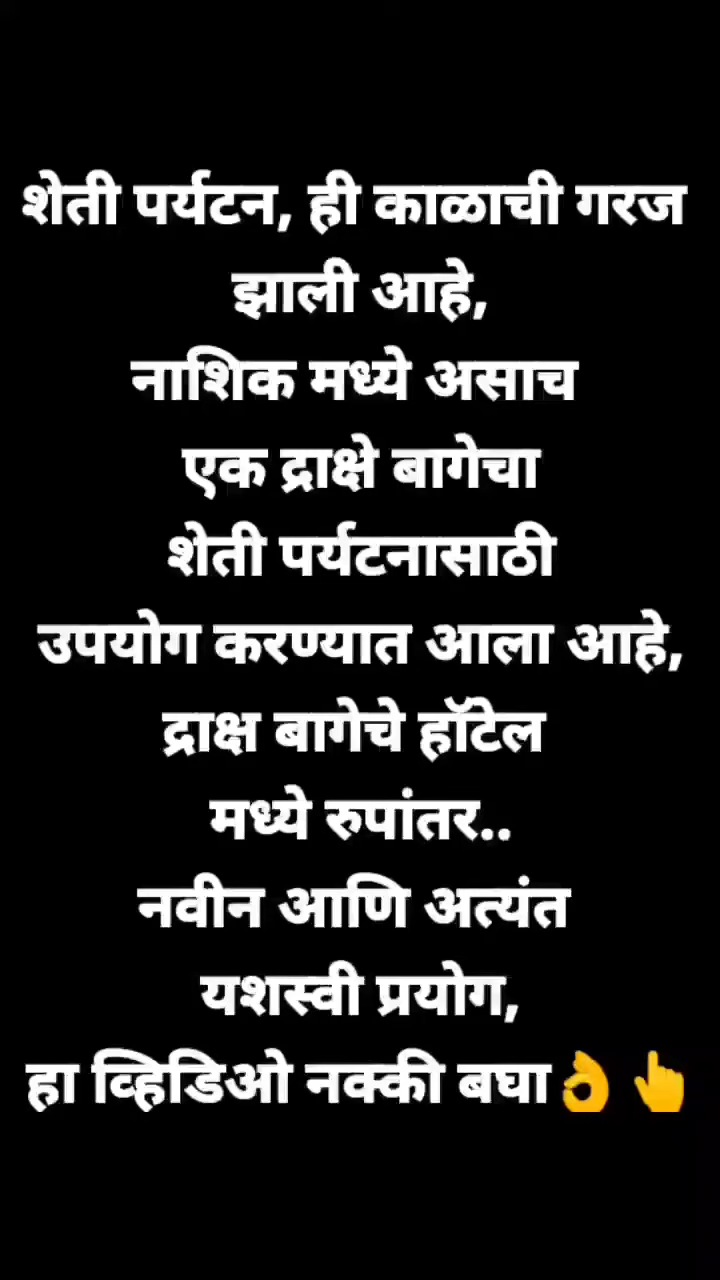 शेती पर्यटन, ही काळाची गरज
झाली आहे,
नाशिक मध्ये असाच
एक द्राक्षे बागेचा
शेती पर्यटनासाठी
उपयोग करण्यात आला आहे,
द्राक्ष बागेचे हॉटेल
मध्ये रुपांतर..
नवीन आणि अत्यंत
यशस्वी प्रयोग,
हा व्हिडिओ नक्की बघा👌👆